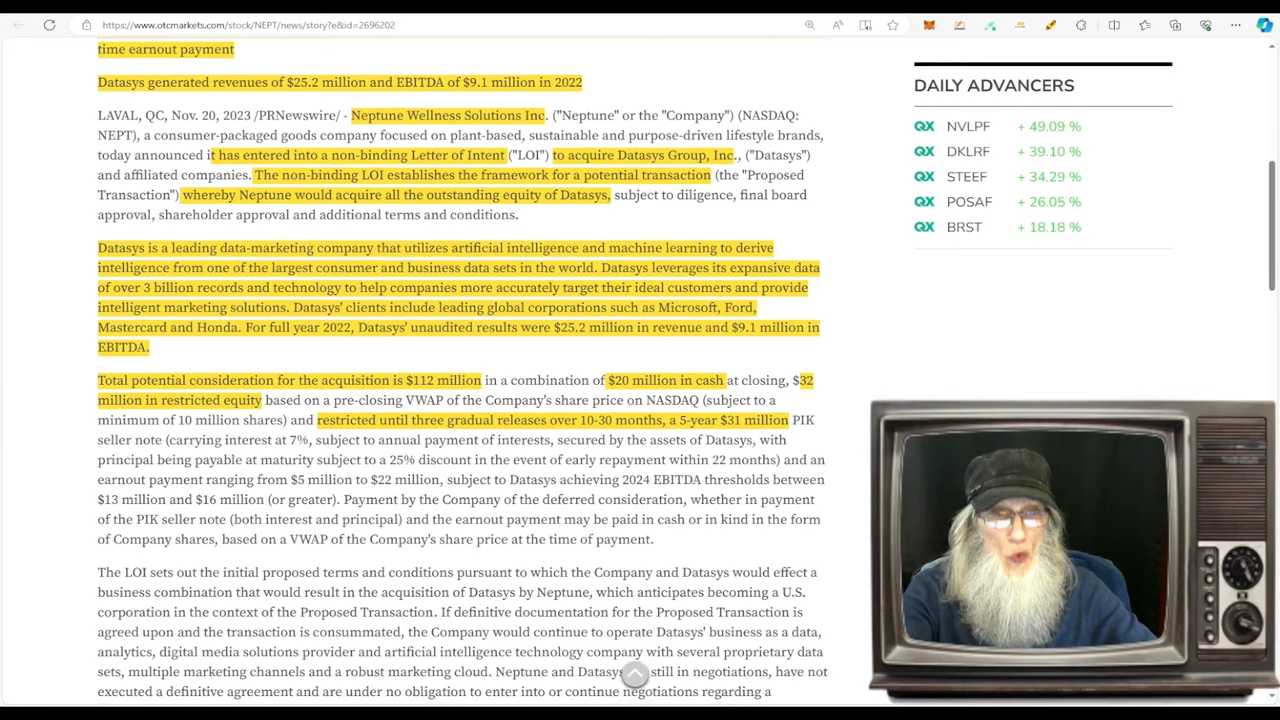 https://www.otcmarkets.com/stock/NEPT/news/story?e&id=2696202
time earnout payment
Datasys generated revenues of $25.2 million and EBITDA of $9.1 million in 2022
LAVAL, QC, Nov. 20, 2023 /PRNewswire/ - Neptune Wellness Solutions Inc. ("Neptune" or the "Company") (NASDAQ:
NEPT), a consumer-packaged goods company focused on plant-based, sustainable and purpose-driven lifestyle brands,
today announced it has entered into a non-binding Letter of Intent ("LOI") to acquire Datasys Group, Inc., ("Datasys")
and affiliated companies. The non-binding LOI establishes the framework for a potential transaction (the "Proposed
Transaction") whereby Neptune would acquire all the outstanding equity of Datasys, subject to diligence, final board
approval, shareholder approval and additional terms and conditions.
Datasys is a leading data-marketing company that utilizes artificial intelligence and machine learning to derive
intelligence from one of the largest consumer and business data sets in the world. Datasys leverages its expansive data
of over 3 billion records and technology to help companies more accurately target their ideal customers and provide
intelligent marketing solutions. Datasys' clients include leading global corporations such as Microsoft, Ford,
Mastercard and Honda. For full year 2022, Datasys' unaudited results were $25.2 million in revenue and $9.1 million in
EBITDA.
Total potential consideration for the acquisition is $112 million in a combination of $20 million in cash at closing, $32
million in restricted equity based on a pre-closing VWAP of the Company's share price on NASDAQ (subject to a
minimum of 10 million shares) and restricted until three gradual releases over 10-30 months, a 5-year $31 million PIK
seller note (carrying interest at 7%, subject to annual payment of interests, secured by the assets of Datasys, with
principal being payable at maturity subject to a 25% discount in the event of early repayment within 22 months) and an
earnout payment ranging from $5 million to $22 million, subject to Datasys achieving 2024 EBITDA thresholds between
$13 million and $16 million (or greater). Payment by the Company of the deferred consideration, whether in payment
of the PIK seller note (both interest and principal) and the earnout payment may be paid in cash or in kind in the form
of Company shares, based on a VWAP of the Company's share price at the time of payment.
The LOI sets out the initial proposed terms and conditions pursuant to which the Company and Datasys would effect a
business combination that would result in the acquisition of Datasys by Neptune, which anticipates becoming a U.S.
corporation in the context of the Proposed Transaction. If definitive documentation for the Proposed Transaction is
agreed upon and the transaction is consummated, the Company would continue to operate Datasys' business as a data,
analytics, digital media solutions provider and artificial intelligence technology company with several proprietary data
sets, multiple marketing channels and a robust marketing cloud. Neptune and Datasys still in negotiations, have not
executed a definitive agreement and are under no obligation to enter into or continue negotiations regarding a
DAILY ADVANCERS
QX NVLPF + 49.09 %
QX DKLRF + 39.10 %
QX STEEF + 34.29 %
QX POSAF + 26.05 %
QX BRST + 18.18 %